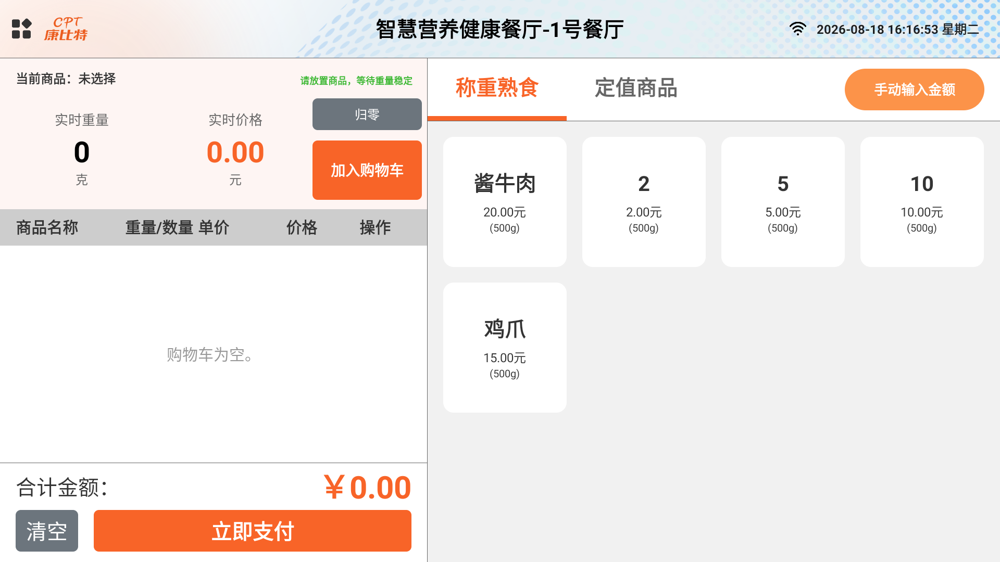 CPT
康比特
智慧营养健康餐厅-1号餐厅
2026-08-18 16:16:53 星期二
当前商品：未选择
请放置商品，等待重量稳定
实时重量
0
克
实时价格
0.00
元
归零
加入购物车
商品名称 重量/数量 单价 价格 操作
购物车为空。
合计金额：
￥0.00
清空
立即支付
称重熟食
定值商品
手动输入金额
酱牛肉
20.00元
(500g)
2
2.00元
(500g)
5
5.00元
(500g)
10
10.00元
(500g)
鸡爪
15.00元
(500g)